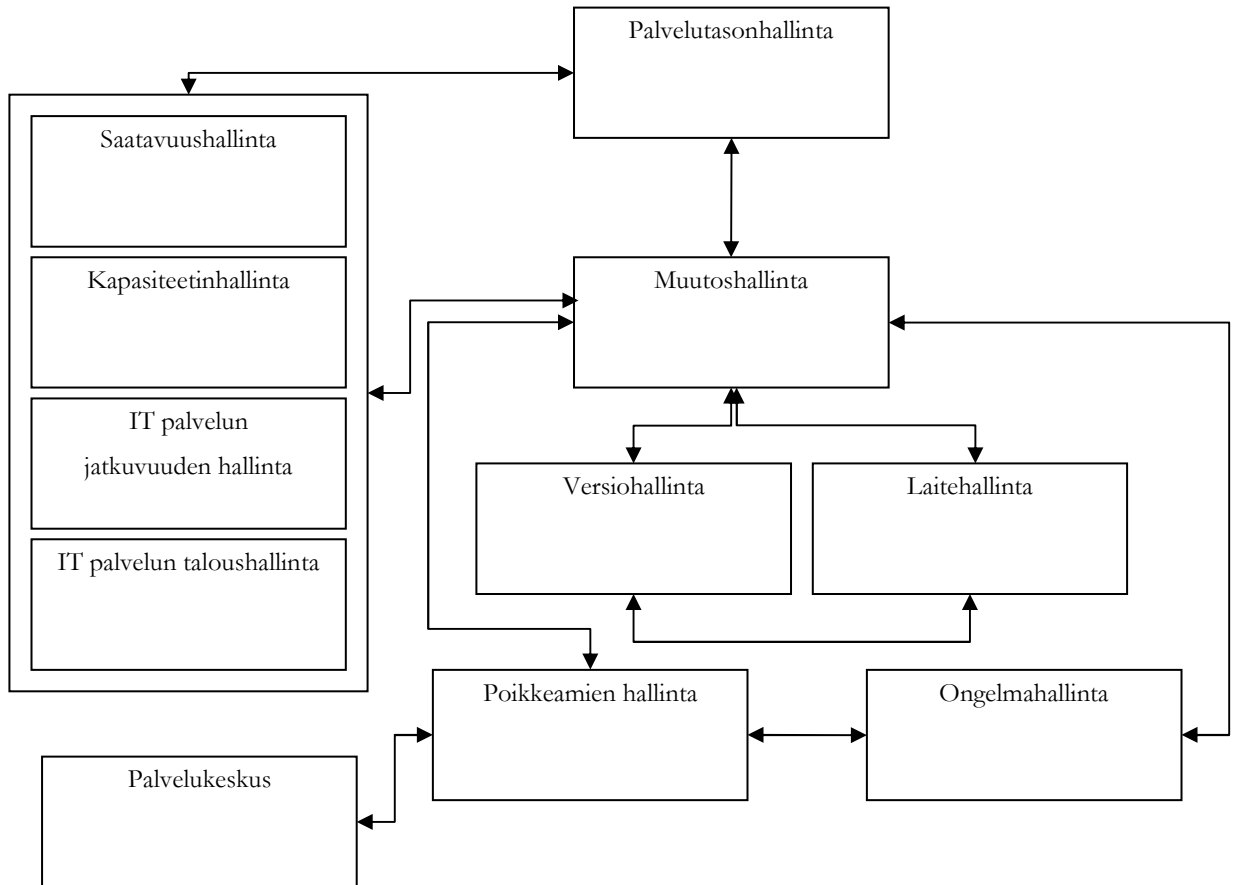 Palvelutasonhallinta
Saatavuushallinta
Kapasiteetinhallinta
Muutoshallinta
IT palvelun
jatkuvuuden hallinta
Versiohallinta
Laitehallinta
IT palvelun taloushallinta
Poikkeamien hallinta
Ongelmahallinta
Palvelukeskus